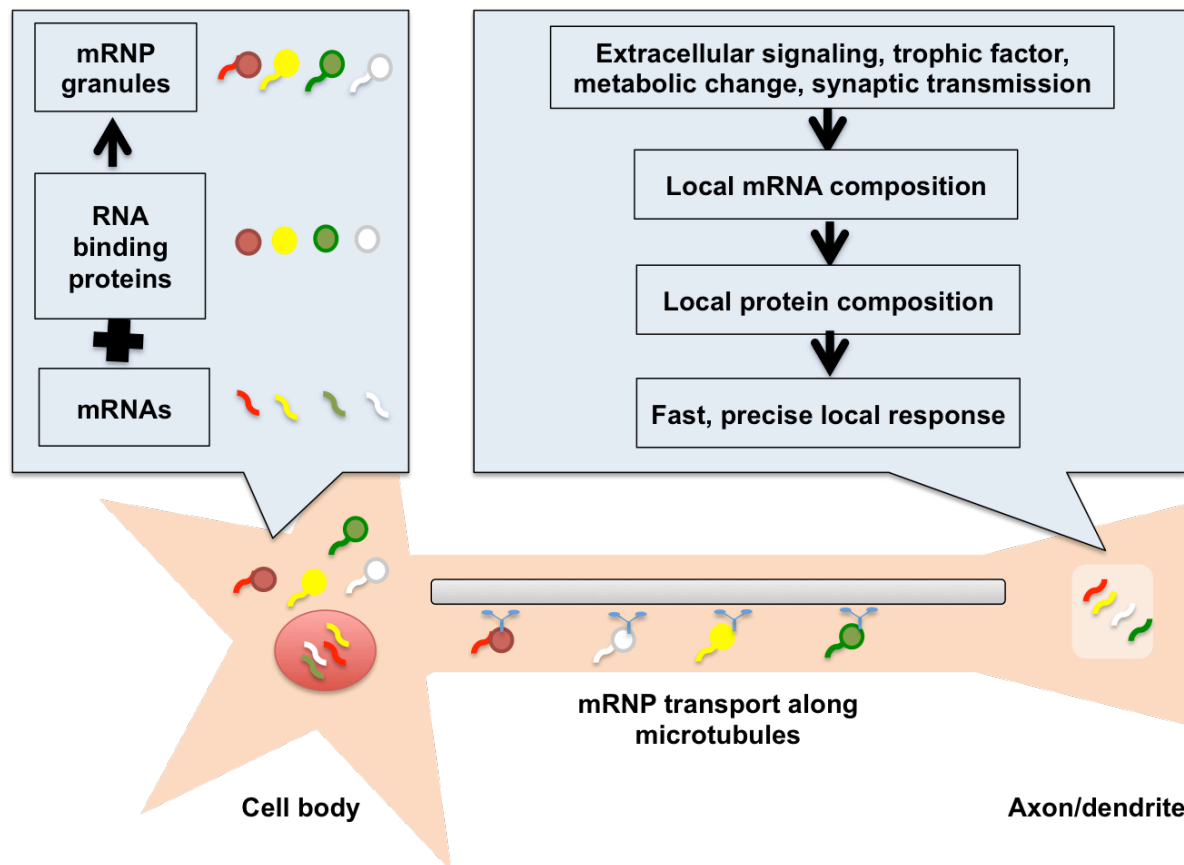 mRNP
granules
RNA
binding
proteins
mRNAs
Extracellular signaling, trophic factor,
metabolic change, synaptic transmission
Local mRNA composition
Local protein composition
Fast, precise local response
mRNP transport along
microtubules
Cell body
Axon/dendrite